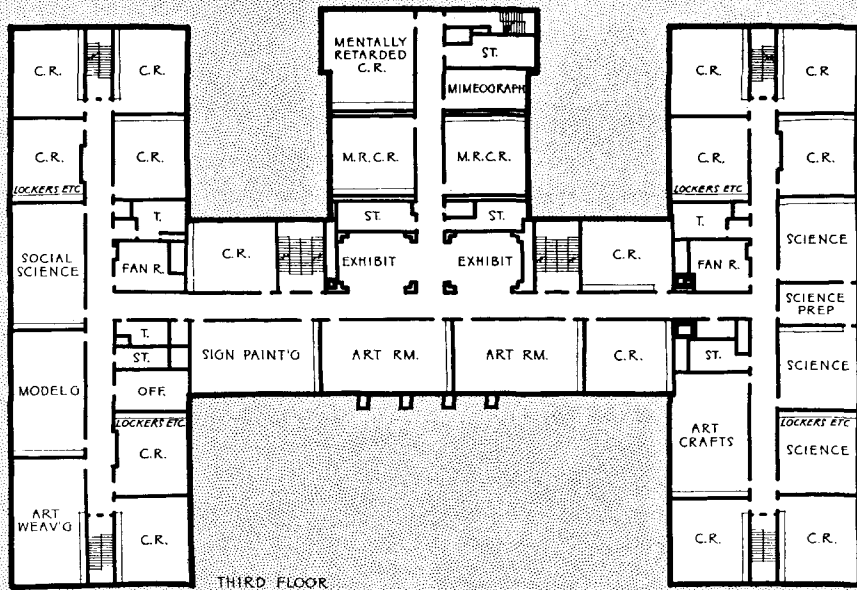 C.R.
C.R.
MENTALLY
RETARDED
C.R.
ST.
MIMEOGRAPH
C.R.
C.R
C.R.
LOCKERS ETC
C.R.
M.R.C.R.
M.R.C.R.
C.R.
LOCKERS ETC
C.R.
T.
ST.
ST.
T.
SOCIAL
SCIENCE
FAN R.
C.R.
EXHIBIT
EXHIBIT
C.R.
FAN R.
SCIENCE
SCIENCE
PREP
T.
ST.
SIGN PAINT'G
ART RM.
ART RM.
C.R.
ST.
SCIENCE
MODEL'G
OFF.
LOCKERS ETC.
C.R.
ART
CRAFTS
LOCKERS ETC
SCIENCE
ART
WEAV'G
C.R.
C.R.
C.R.
THIRD FLOOR